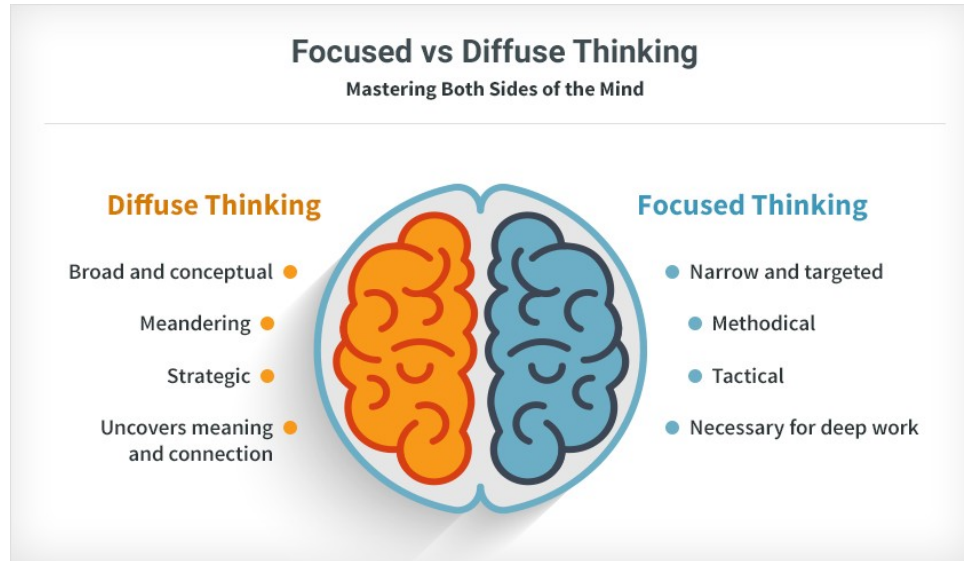 Focused vs Diffuse Thinking
Mastering Both Sides of the Mind
Diffuse Thinking
Broad and conceptual
Meandering
Strategic
Uncovers meaning
and connection
Focused Thinking
Narrow and targeted
Methodical
Tactical
Necessary for deep work